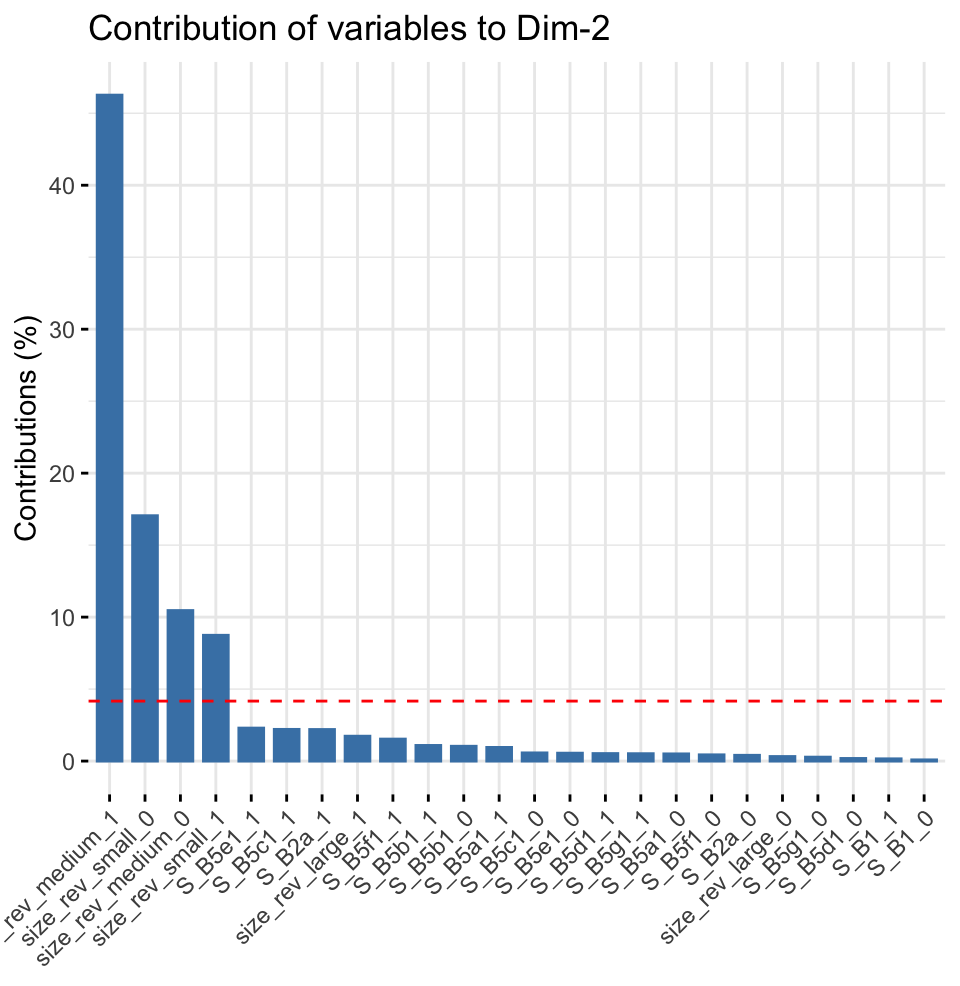 Contribution of variables to Dim-2
Contributions (%)
40
30
20
10
0
_rev_medium_1
size_rev_small_0
size_rev_medium_0
size_rev_small_1
S_B5e1_1
S_B5c1_1
S_B2a_1
size_rev_large_1
S_B5f1_1
S_B5b1_1
S_B5b1_0
S_B5a1_1
S_B5c1_0
S_B5e1_0
S_B5d1_1
S_B5g1_1
S_B5a1_0
S_B5f1_0
S_B2a_0
size_rev_large_0
S_B5g1_0
S_B5d1_0
S_B1_1
S_B1_0